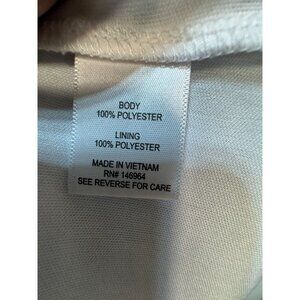 BODY
100% POLYESTER
LINING
100% POLYESTER
MADE IN VIETNAM
RN# 146964
SEE REVERSE FOR CARE